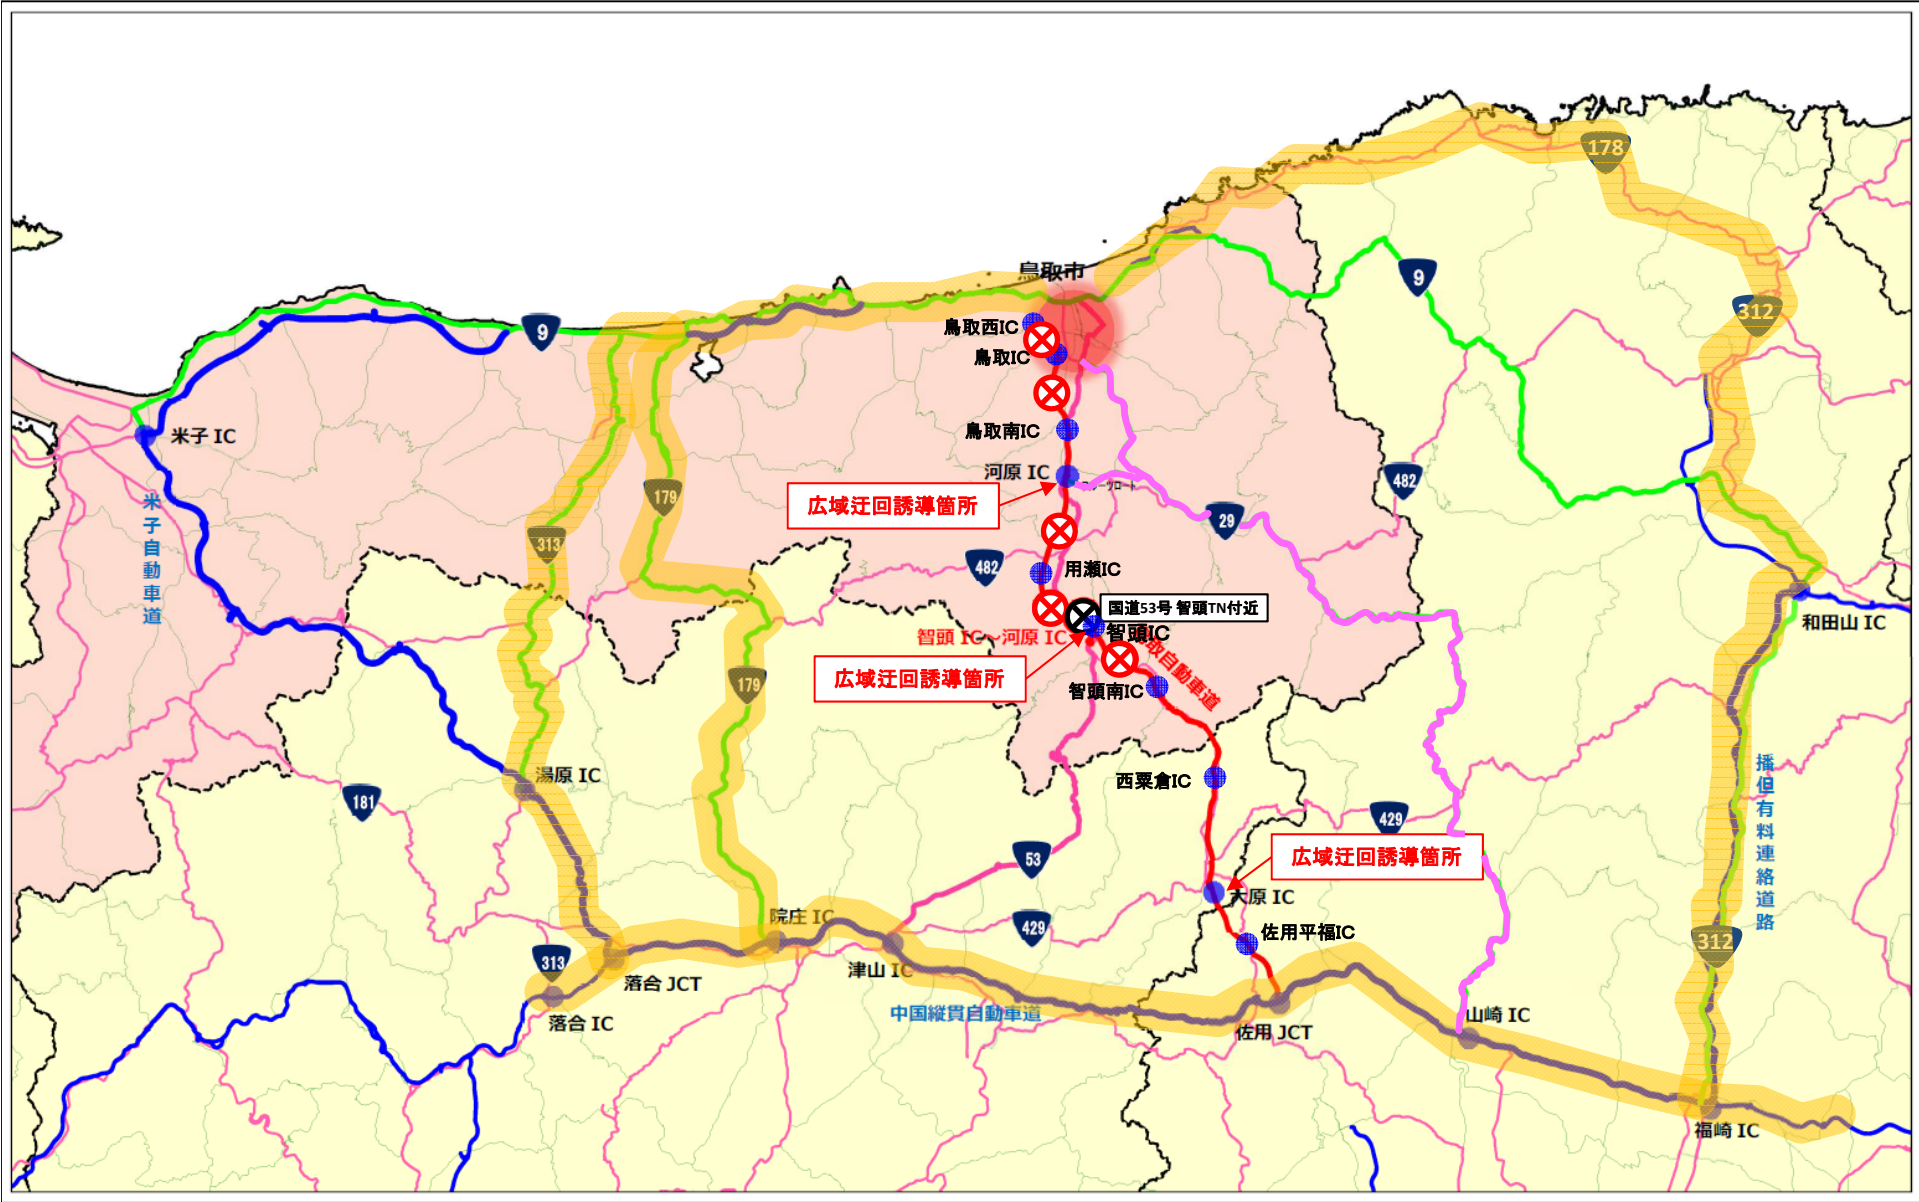 178
鳥取市
9
312
鳥取西IC
9
鳥取IC
米子 IC
鳥取南IC
河原 IC
482
広域迂回誘導箇所
179
29
米子自動車道
313
482
用瀬IC
国道53号 智頭TN付近
和田山 IC
智頭 IC～河原 IC
智頭IC
取自動車道
広域迂回誘導箇所
179
智頭南IC
湯原 IC
西粟倉IC
播但有料連絡道路
181
429
53
広域迂回誘導箇所
大原 IC
院庄 IC
429
佐用平福IC
312
313
津山 IC
落合 JCT
中国縦貫自動車道
山崎 IC
落合 IC
佐用 JCT
福崎 IC